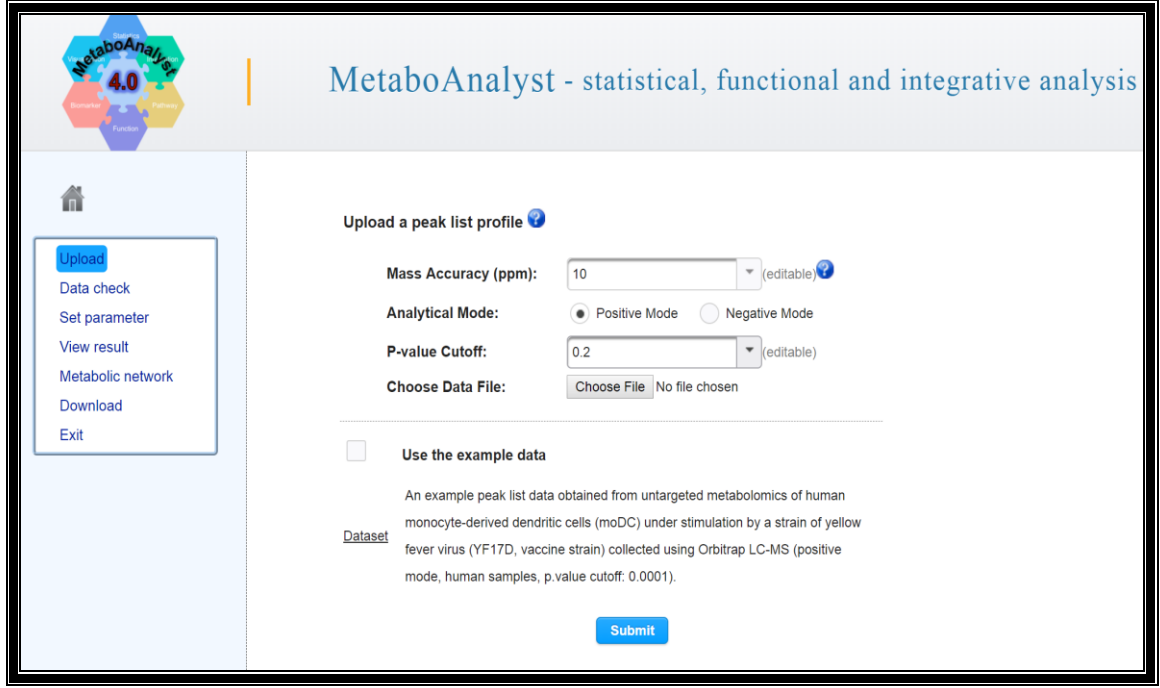 Statistics
MetaboAnalyst
4.0
Biomarker
Pathway
Function
MetaboAnalyst - statistical, functional and integrative analysis
Upload
Data check
Set parameter
View result
Metabolic network
Download
Exit
Upload a peak list profile ?
Mass Accuracy (ppm): 10 (editable) ?
Analytical Mode: Positive Mode Negative Mode
P-value Cutoff: 0.2 (editable)
Choose Data File: Choose File No file chosen
Use the example data
Dataset
An example peak list data obtained from untargeted metabolomics of human
monocyte-derived dendritic cells (moDC) under stimulation by a strain of yellow
fever virus (YF17D, vaccine strain) collected using Orbitrap LC-MS (positive
mode, human samples, p.value cutoff: 0.0001).
Submit